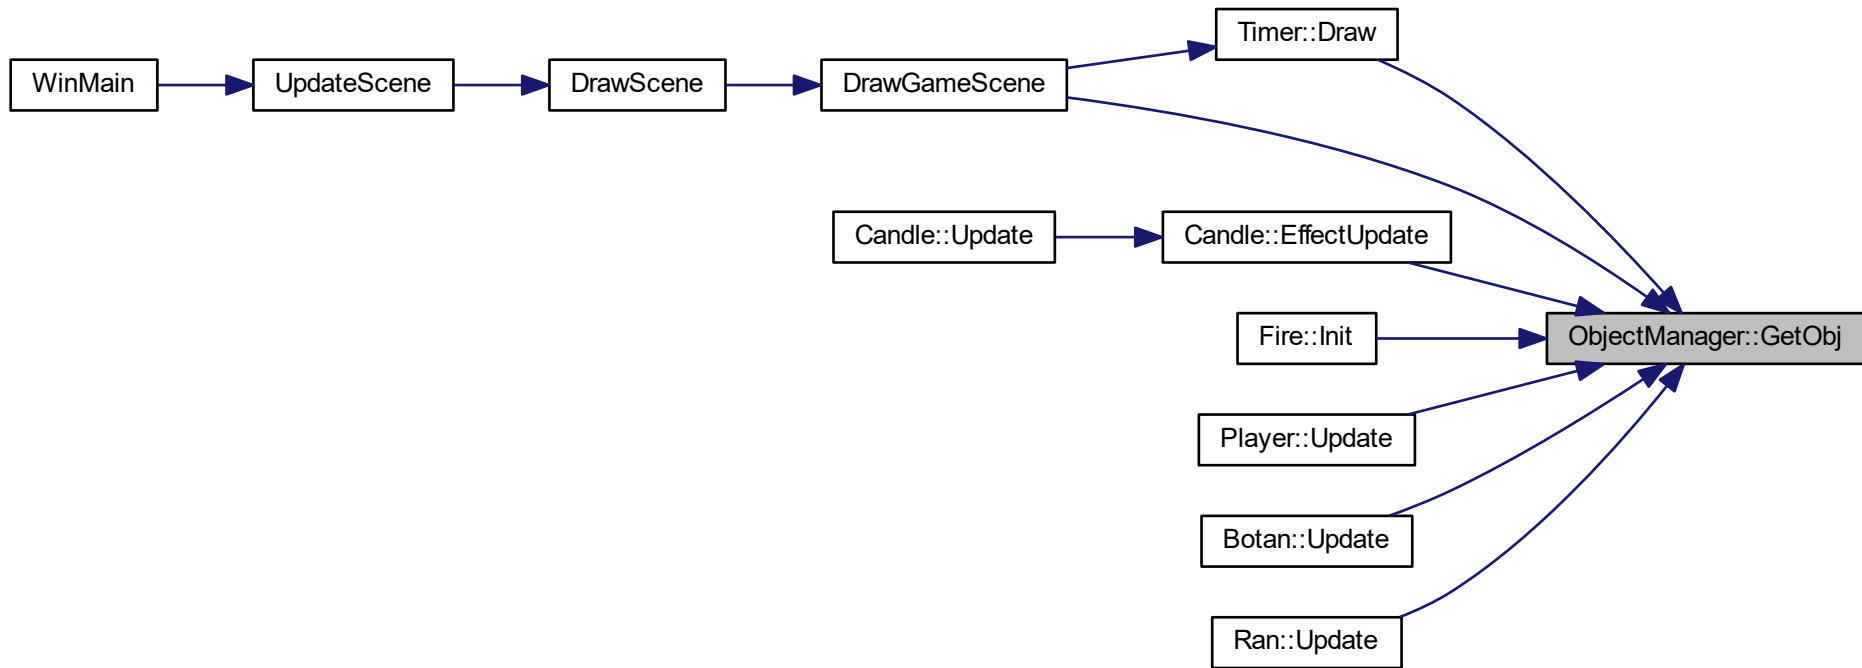 Timer::Draw
WinMain
UpdateScene
DrawScene
DrawGameScene
Candle::Update
Candle::EffectUpdate
Fire::Init
ObjectManager::GetObj
Player::Update
Botan::Update
Ran::Update